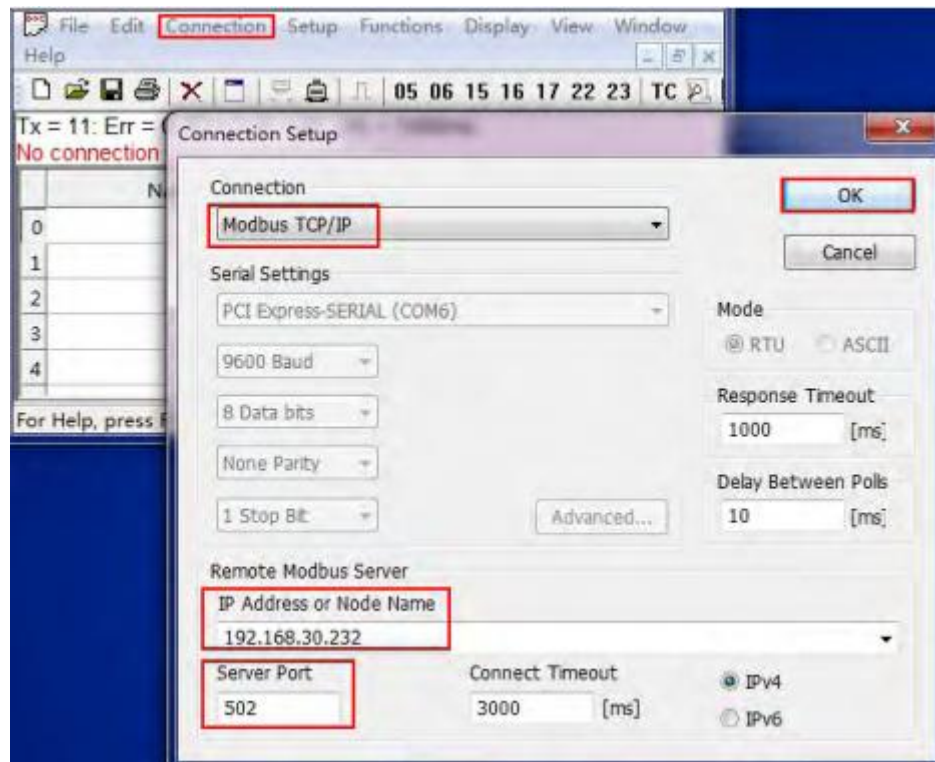 File Edit Connection Setup Functions Display View Window
Help
05 06 15 16 17 22 23 TC
Tx = 11: Err =
No connection
Connection Setup
Connection
OK
Modbus TCP/IP
Cancel
Serial Settings
PCI Express-SERIAL (COM6)
Mode
RTU ASCII
9600 Baud
Response Timeout
8 Data bits
1000 [ms]
None Parity
Delay Between Polls
1 Stop Bit
Advanced...
10 [ms]
Remote Modbus Server
IP Address or Node Name
192.168.30.232
Server Port
Connect Timeout
IPv4
502
3000 [ms]
IPv6
0
1
2
3
4
For Help, press